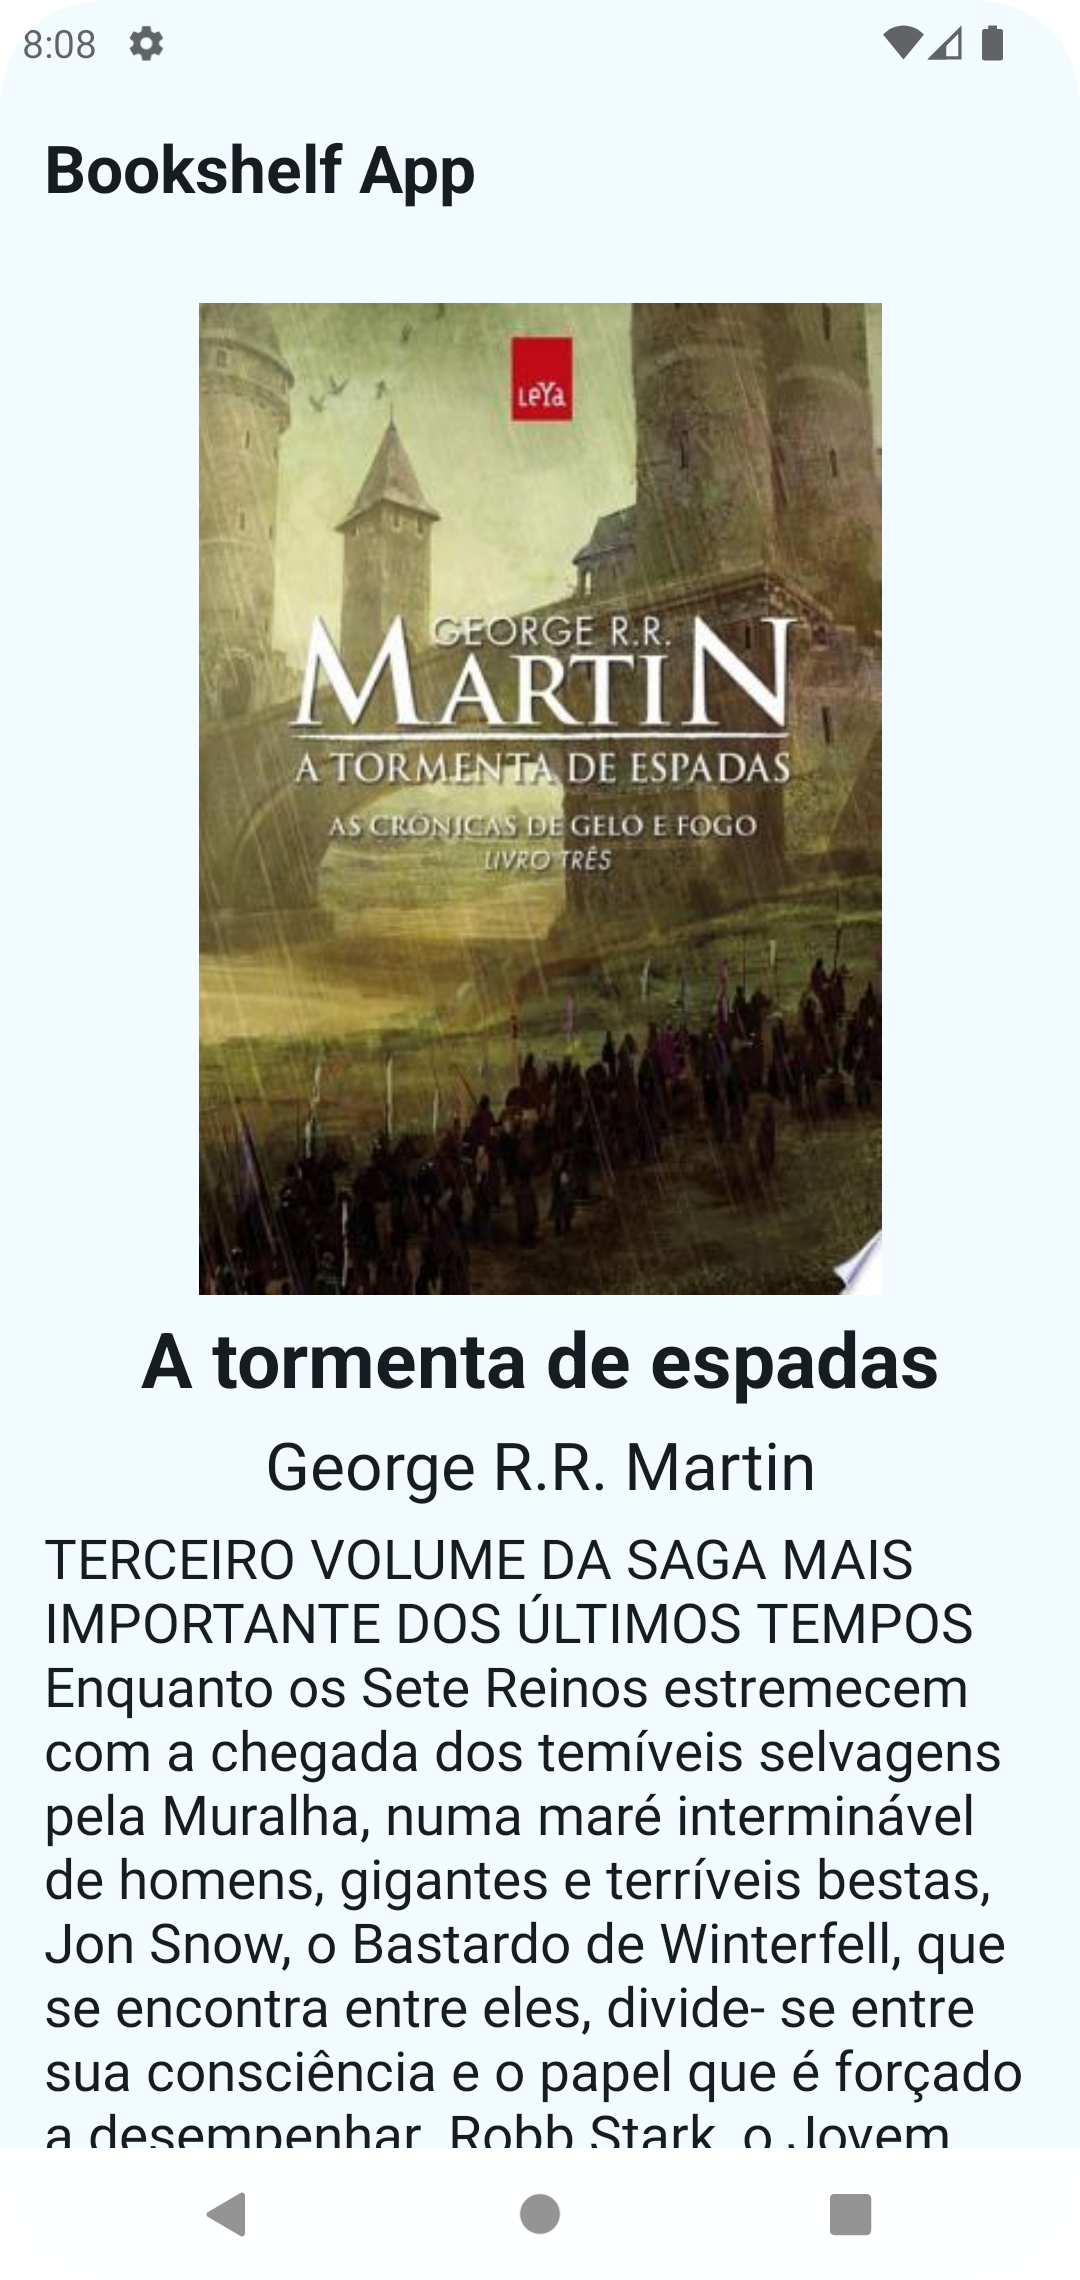 8:08
Bookshelf App
LeYa
GEORGE R.R.
MARTIN
A TORMENTA DE ESPADAS
AS CRÔNICAS DE GELO E FOGO
LIVRO TRÊS
A tormenta de espadas
George R.R. Martin
TERCEIRO VOLUME DA SAGA MAIS
IMPORTANTE DOS ÚLTIMOS TEMPOS
Enquanto os Sete Reinos estremecem
com a chegada dos temíveis selvagens
pela Muralha, numa maré interminável
de homens, gigantes e terríveis bestas,
Jon Snow, o Bastardo de Winterfell, que
se encontra entre eles, divide- se entre
sua consciência e o papel que é forçado
a desempenhar. Robb Stark, o Jovem